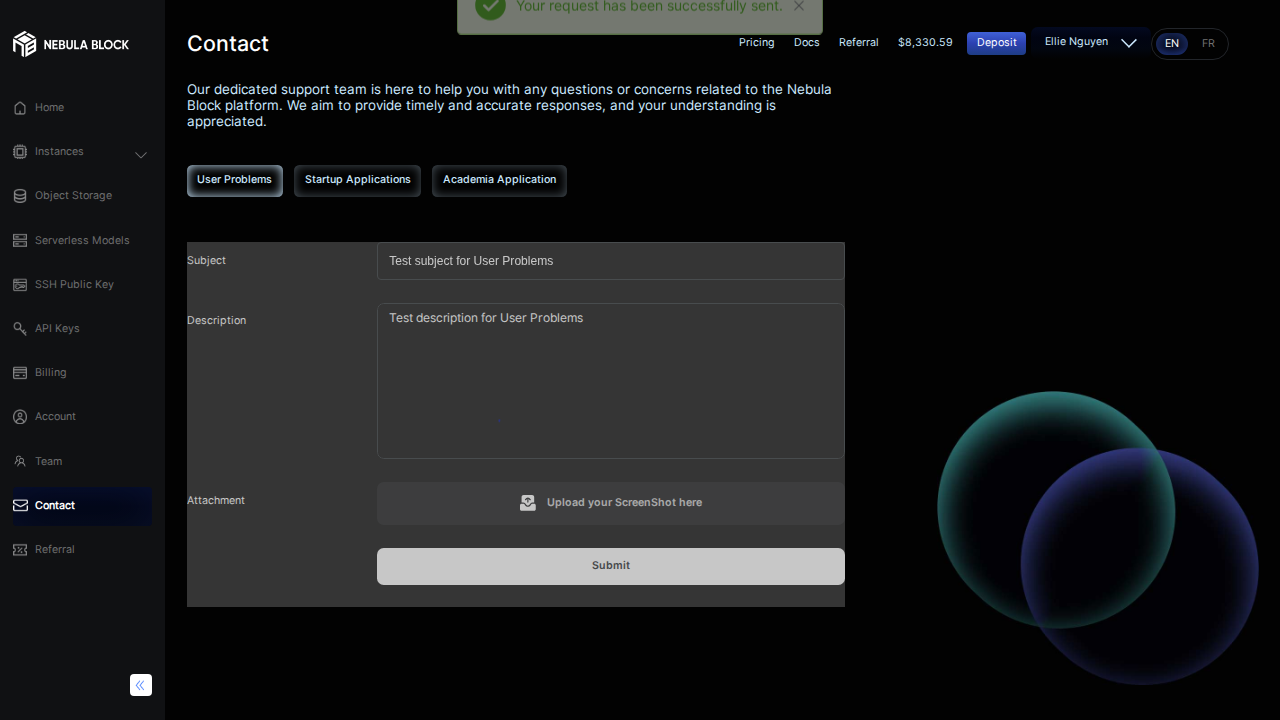 Your request has been successfully sent.
NEBULA BLOCK
Contact
Pricing
Docs
Referral
$8,330.59
Deposit
Ellie Nguyen
EN
FR
Our dedicated support team is here to help you with any questions or concerns related to the Nebula
Block platform. We aim to provide timely and accurate responses, and your understanding is
appreciated.
Home
Instances
Object Storage
Serverless Models
SSH Public Key
API Keys
Billing
Account
Team
Contact
Referral
User Problems
Startup Applications
Academia Application
Subject
Test subject for User Problems
Description
Test description for User Problems
Attachment
Upload your ScreenShot here
Submit